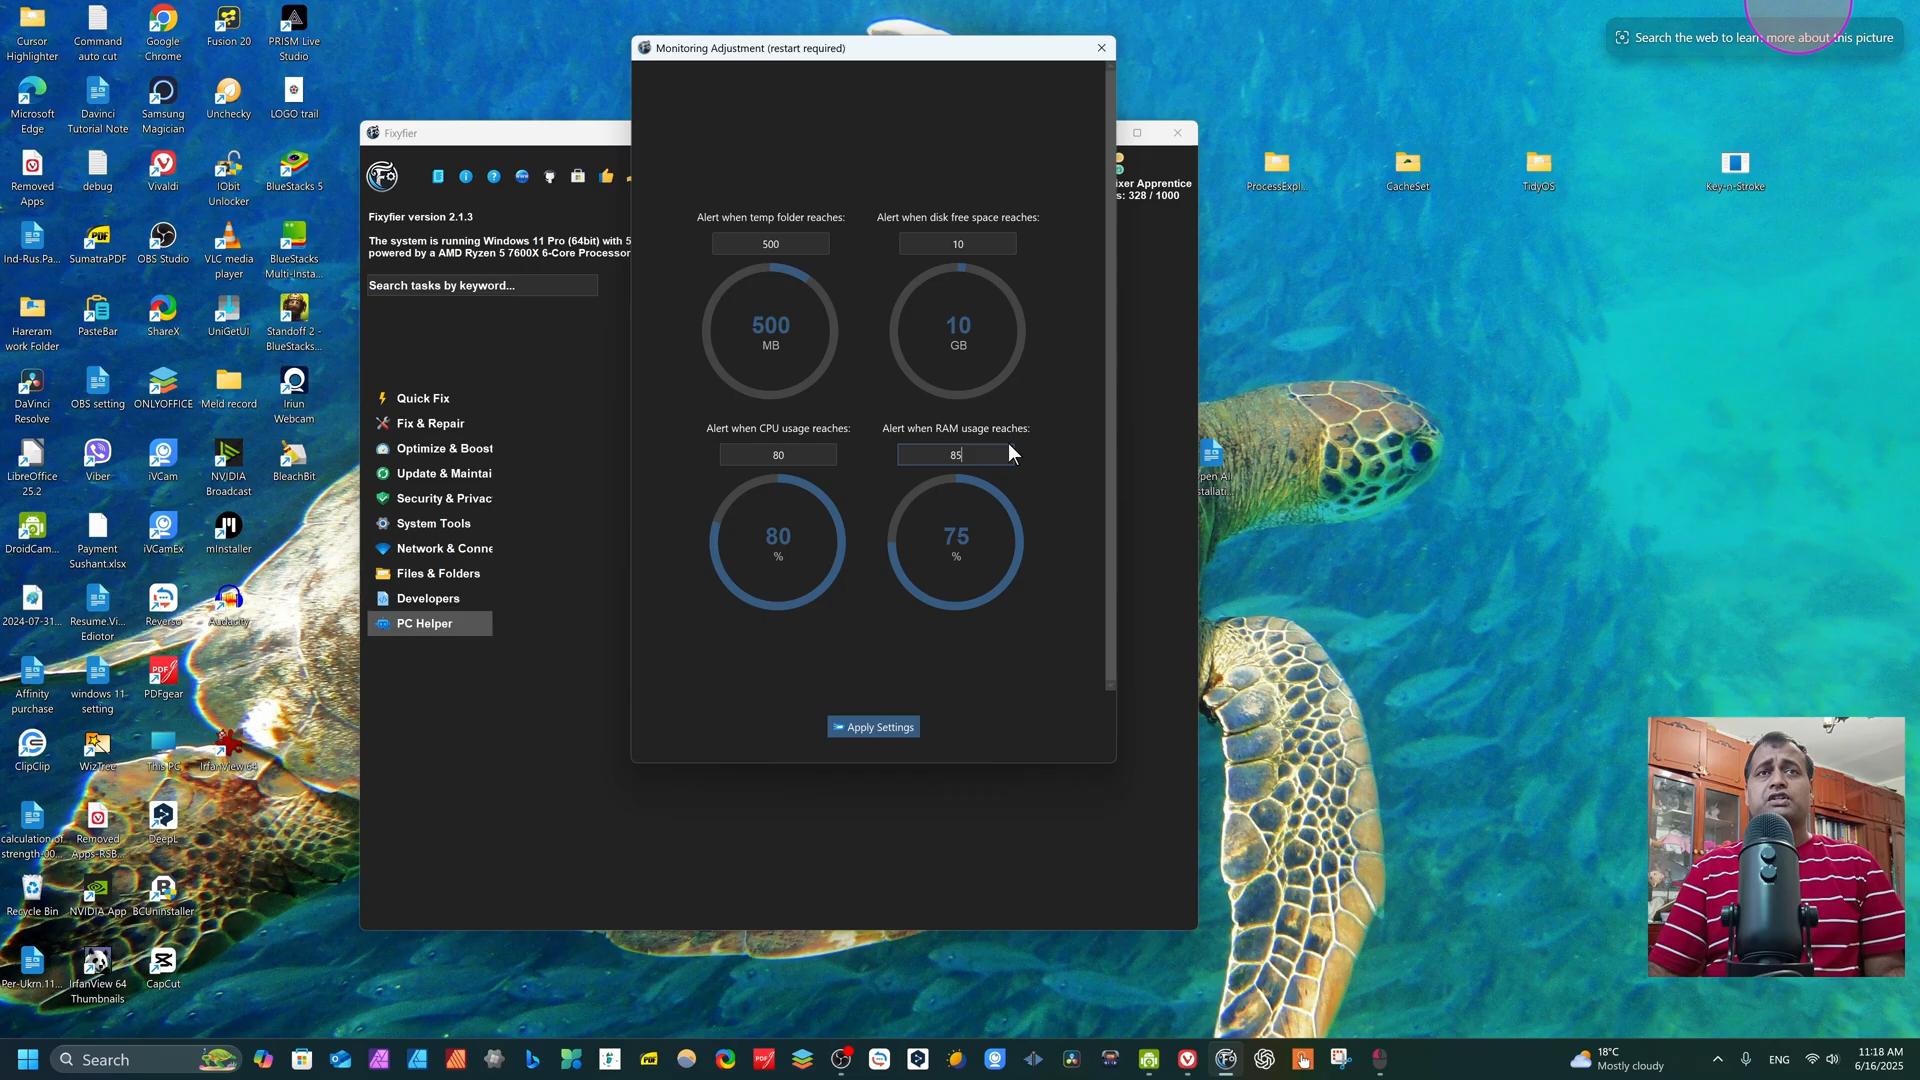 Cursor Highlighter
Command auto cut
Google Chrome
Fusion 20
PRISM Live Studio
Microsoft Edge
Davinci Tutorial Note
Samsung Magician
Unchecky
LOGO trail
Removed Apps
debug
Vivaldi
IObit Unlocker
BlueStacks 5
Ind-Rus.Pa...
SumatraPDF
OBS Studio
VLC media player
BlueStacks Multi-Insta...
Hareram work Folder
PasteBar
ShareX
UniGetUI
Standoff 2 - BlueStacks...
DaVinci Resolve
OBS setting
ONLYOFFICE
Meld record
Iriun Webcam
LibreOffice 25.2
Viber
iVCam
NVIDIA Broadcast
BleachBit
DroidCam...
Payment Sushant.xlsx
iVCamEx
mInstaller
2024-07-31...
Resume.Vi... Ediotor
Reverso
Audacity
Affinity purchase
windows 11 setting
PDFgear
ClipClip
WizTree
This PC
IrfanView 64
calculation of strength-00...
Removed Apps-RSB...
DeepL
Recycle Bin
NVIDIA App
BCUninstaller
Per-Ukrn.11...
IrfanView 64 Thumbnails
CapCut
Search the web to learn more about this picture
ProcessExpl...
CacheSet
TidyOS
Key-n-Stroke
Fixyfier
ixer Apprentice
s: 328 / 1000
Fixyfier version 2.1.3
The system is running Windows 11 Pro (64bit) with 5
powered by a AMD Ryzen 5 7600X 6-Core Processor
Search tasks by keyword...
Quick Fix
Fix & Repair
Optimize & Boost
Update & Maintai
Security & Privac
System Tools
Network & Conne
Files & Folders
Developers
PC Helper
Monitoring Adjustment (restart required)
Alert when temp folder reaches:
Alert when disk free space reaches:
500
10
500
MB
10
GB
Alert when CPU usage reaches:
Alert when RAM usage reaches:
80
85
80
%
75
%
Apply Settings
pen AI
stallati...
Search
PDF
18°C
Mostly cloudy
ENG
11:18 AM
6/16/2025